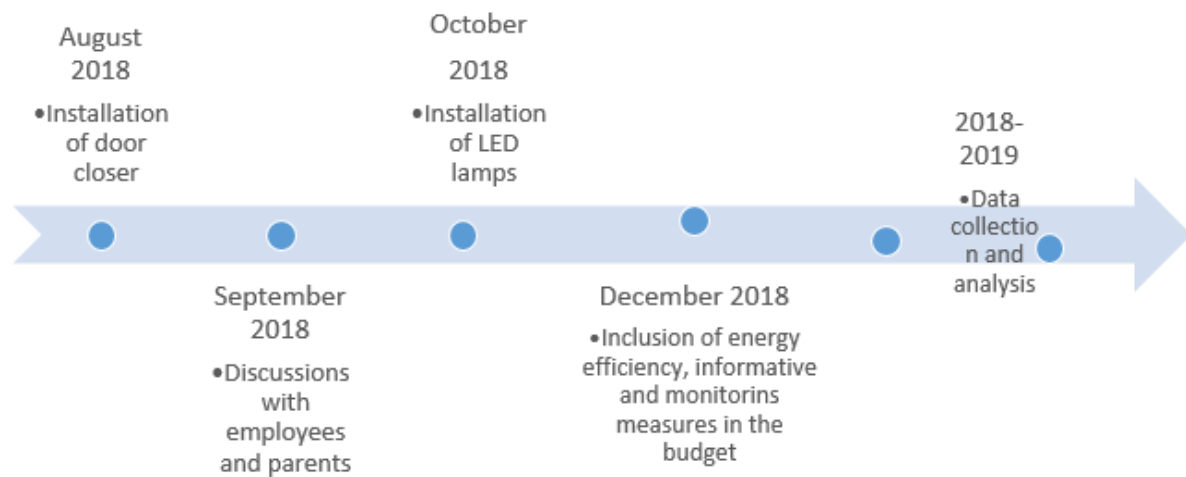 August
2018
•Installation
of door
closer
September
2018
•Discussions
with
employees
and parents
October
2018
•Installation
of LED
lamps
December 2018
•Inclusion of energy
efficiency, informative
and monitorins
measures in the
budget
2018-
2019
•Data
collectio
n and
analysis